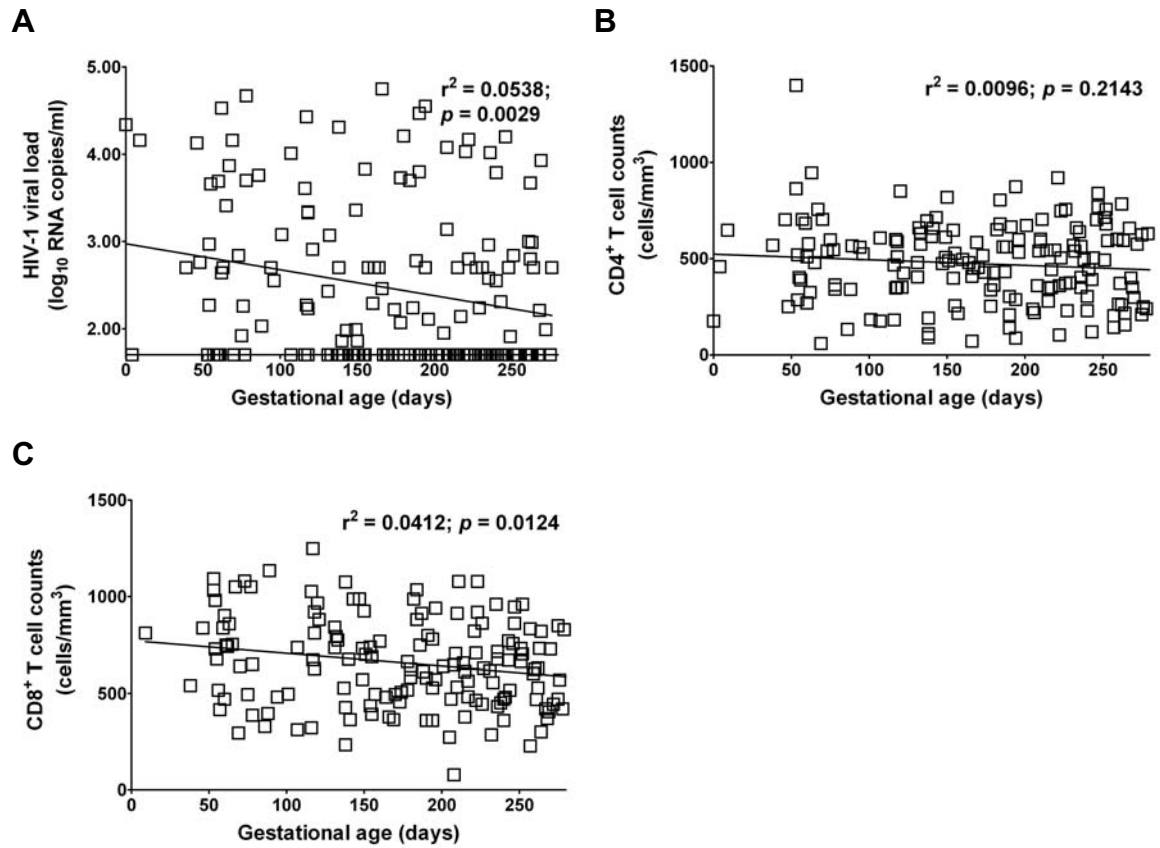 A
HIV-1 viral load
(log10 RNA copies/ml)
5.00
4.00
3.00
2.00
r2 = 0.0538;
p = 0.0029
0 50 100 150 200 250
Gestational age (days)
B
CD4+ T cell counts
(cells/mm3)
1500
1000
500
0
r2 = 0.0096; p = 0.2143
0 50 100 150 200 250
Gestational age (days)
C
CD8+ T cell counts
(cells/mm3)
1500
1000
500
0
r2 = 0.0412; p = 0.0124
0 50 100 150 200 250
Gestational age (days)